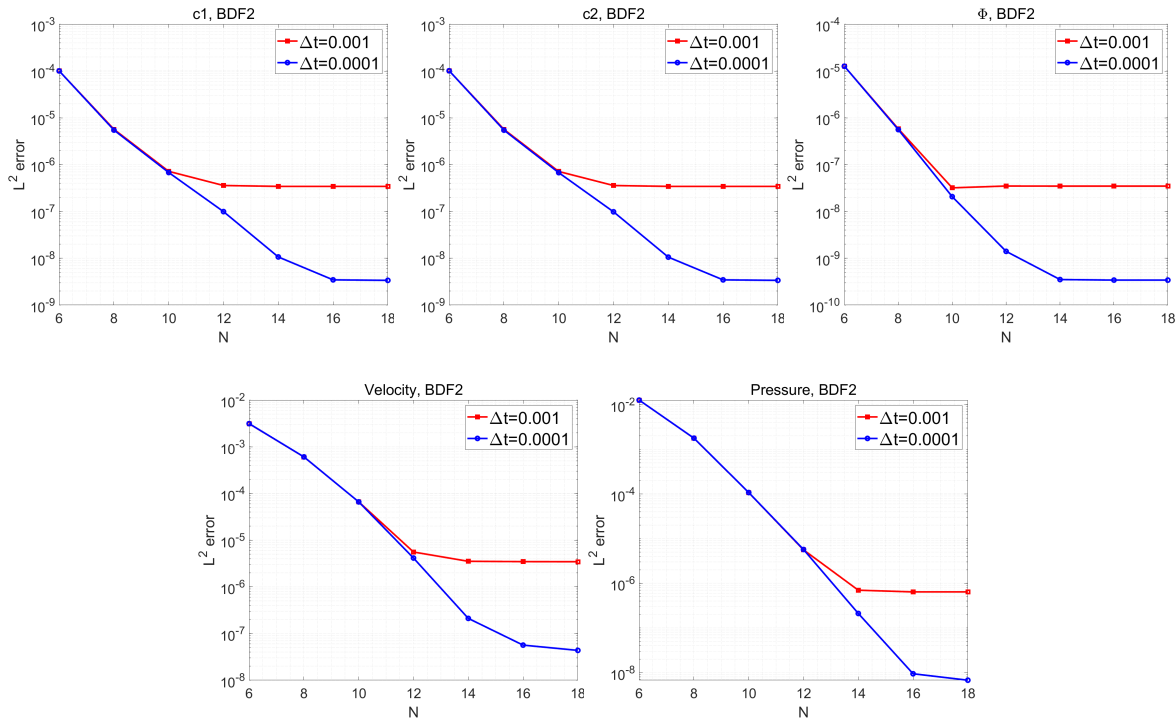 c1, BDF2
Δt=0.001
Δt=0.0001
L2 error
10-3
10-4
10-5
10-6
10-7
10-8
10-9
6 8 10 12 14 16 18
N
c2, BDF2
Δt=0.001
Δt=0.0001
L2 error
10-3
10-4
10-5
10-6
10-7
10-8
10-9
6 8 10 12 14 16 18
N
Φ, BDF2
Δt=0.001
Δt=0.0001
L2 error
10-4
10-5
10-6
10-7
10-8
10-9
10-10
6 8 10 12 14 16 18
N
Velocity, BDF2
Δt=0.001
Δt=0.0001
L2 error
10-2
10-3
10-4
10-5
10-6
10-7
10-8
6 8 10 12 14 16 18
N
Pressure, BDF2
Δt=0.001
Δt=0.0001
L2 error
10-2
10-4
10-6
10-8
6 8 10 12 14 16 18
N